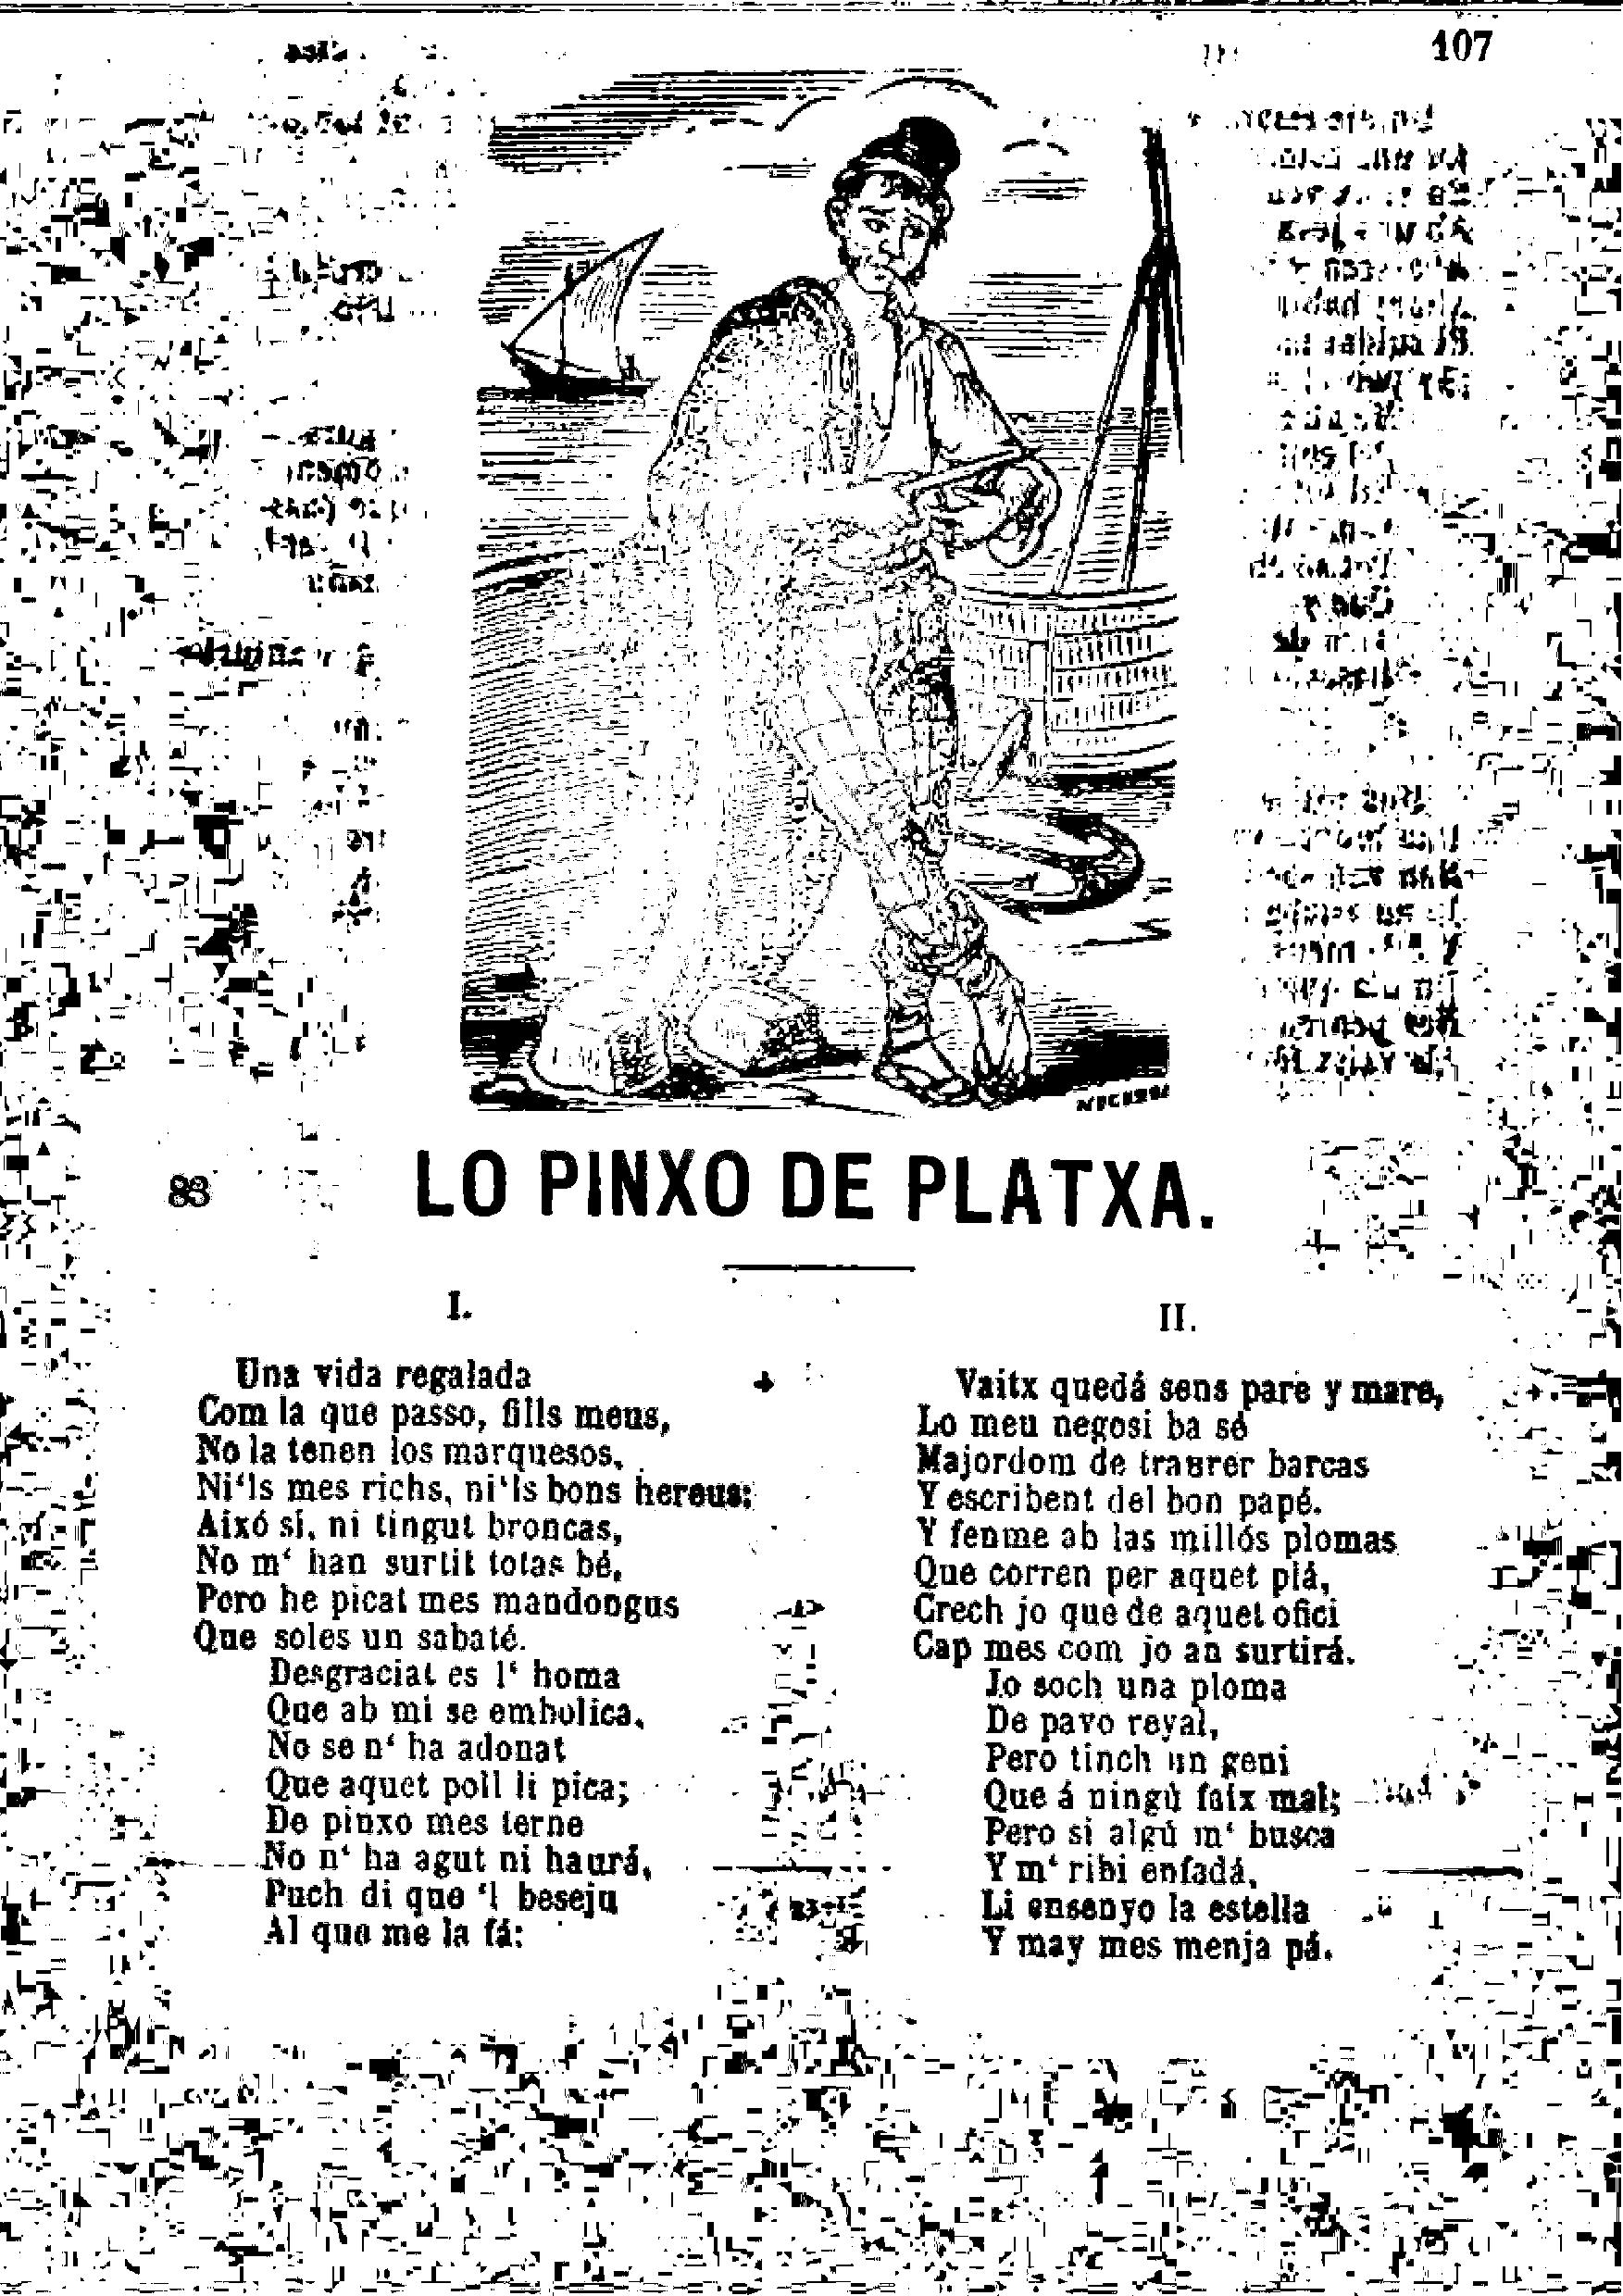 107
83
LO PINXO DE PLATXA.
I.
Una vida regalada
Com la que passo, fills meus,
No la tenen los marquesos,
Ni‘ls mes richs, ni‘ls bons hereus:
Aixó sí, ni tingut broncas,
No m‘ han surtit totas bé,
Pero he picat mes mandongus
Que soles un sabaté.
Desgraciat es l‘ homa
Que ab mi se embolica,
No se n‘ ha adonat
Que aquet poll li pica;
De pinxo mes terne
No n‘ ha agut ni haurá,
Puch di que ‘l beseju
Al que me la fá:
II.
Vaitx quedá sens pare y mare,
Lo meu negosi ba sé
Majordom de traurer barcas
Y escribent del bon papé.
Y fenme ab las millós plomas
Que corren per aquet plá,
Crech jo que de aquet ofici
Cap mes com jo an surtirá.
Jo soch una ploma
De pavo reyal,
Pero tinch un geni
Que á ningú faix mal;
Pero si algú m‘ busca
Y m‘ ribi enfadá,
Li ensenyo la estella
Y may mes menja pá.